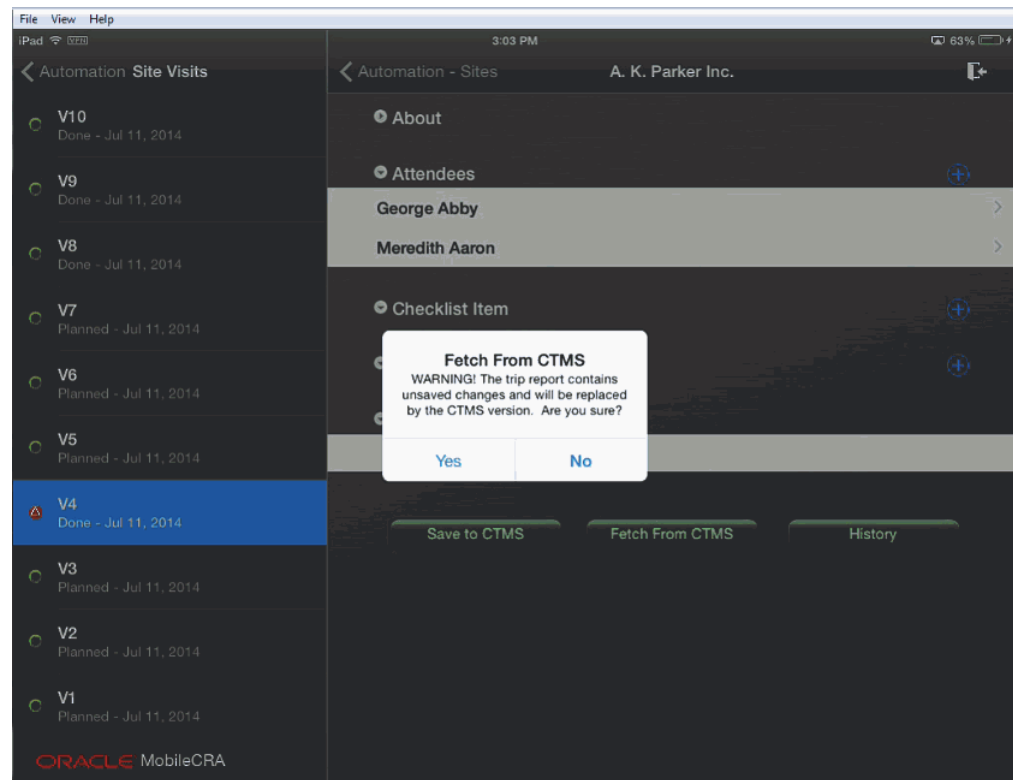 File View Help
iPad VPN 3:03 PM 63%
Automation Site Visits
Automation - Sites A. K. Parker Inc.
V10
Done - Jul 11, 2014
V9
Done - Jul 11, 2014
V8
Done - Jul 11, 2014
V7
Planned - Jul 11, 2014
V6
Planned - Jul 11, 2014
V5
Planned - Jul 11, 2014
V4
Done - Jul 11, 2014
V3
Planned - Jul 11, 2014
V2
Planned - Jul 11, 2014
V1
Planned - Jul 11, 2014
ORACLE MobileCRA
About
Attendees
George Abby
Meredith Aaron
Checklist Item
Fetch From CTMS
WARNING! The trip report contains
unsaved changes and will be replaced
by the CTMS version. Are you sure?
Yes No
Save to CTMS Fetch From CTMS History